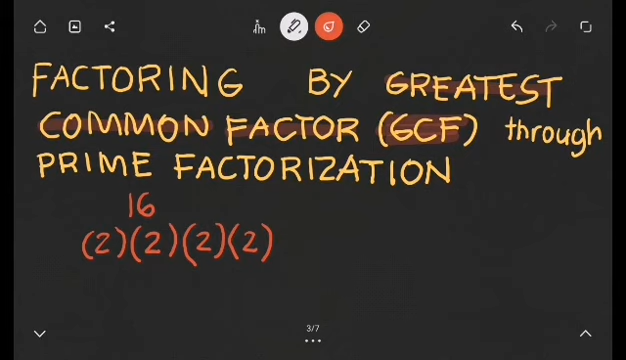 FACTORING BY GREATEST
COMMON FACTOR (GCF) through
PRIME FACTORIZATION
16
(2)(2)(2)(2)
3/7